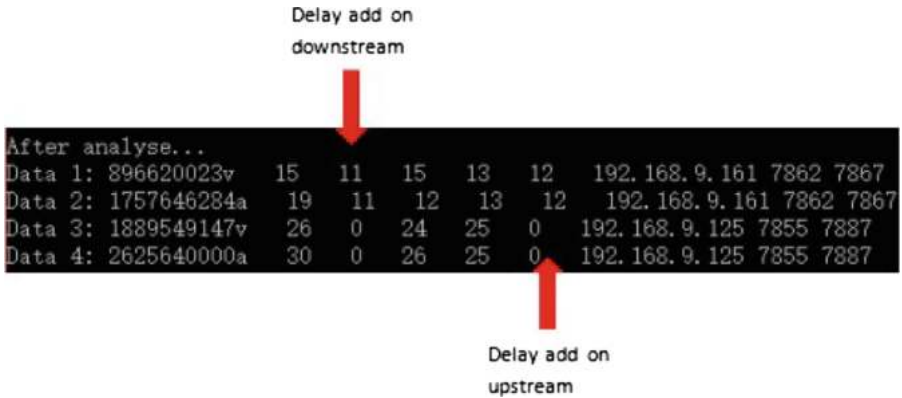 Delay add on
downstream
After analyse...
Data 1: 896620023v 15 11 15 13 12 192.168.9.161 7862 7867
Data 2: 1757646284a 19 11 12 13 12 192.168.9.161 7862 7867
Data 3: 1889549147v 26 0 24 25 0 192.168.9.125 7855 7887
Data 4: 2625640000a 30 0 26 25 0 192.168.9.125 7855 7887
Delay add on
upstream